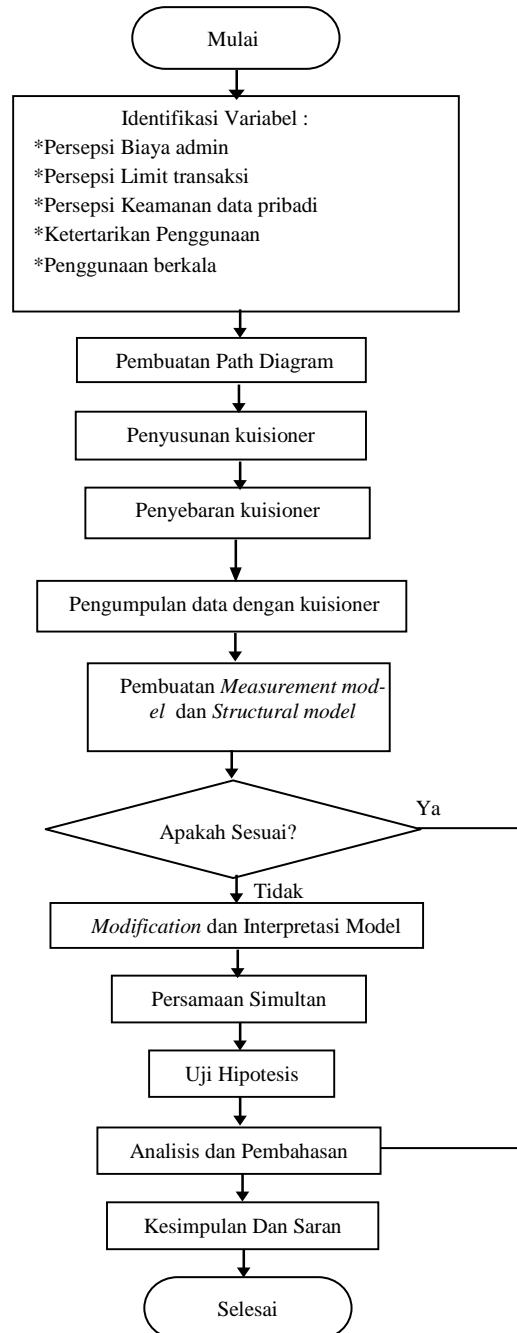 Mulai
Identifikasi Variabel :
*Persepsi Biaya admin
*Persepsi Limit transaksi
*Persepsi Keamanan data pribadi
*Ketertarikan Penggunaan
*Penggunaan berkala
Pembuatan Path Diagram
Penyusunan kuisioner
Penyebaran kuisioner
Pengumpulan data dengan kuisioner
Pembuatan Measurement mod-
el dan Structural model
Ya
Apakah Sesuai?
Tidak
Modification dan Interpretasi Model
Persamaan Simultan
Uji Hipotesis
Analisis dan Pembahasan
Kesimpulan Dan Saran
Selesai